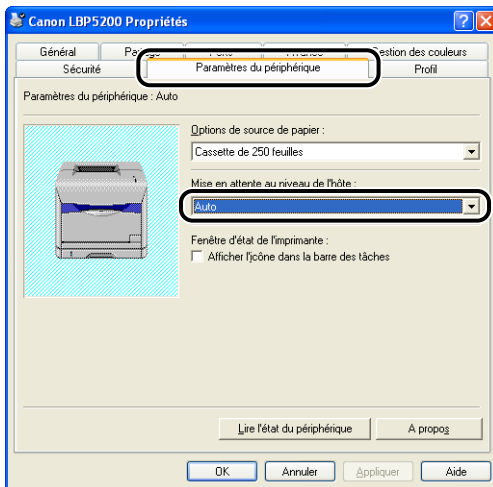 Canon LBP5200 Propriétés
Général
Gestion des couleurs
Sécurité
Paramètres du périphérique
Profil
Paramètres du périphérique : Auto
Options de source de papier :
Cassette de 250 feuilles
Mise en attente au niveau de l'hôte :
Auto
Fenêtre d'état de l'imprimante :
Afficher l'icône dans la barre des tâches
Lire l'état du périphérique
A propos
OK
Annuler
Appliquer
Aide